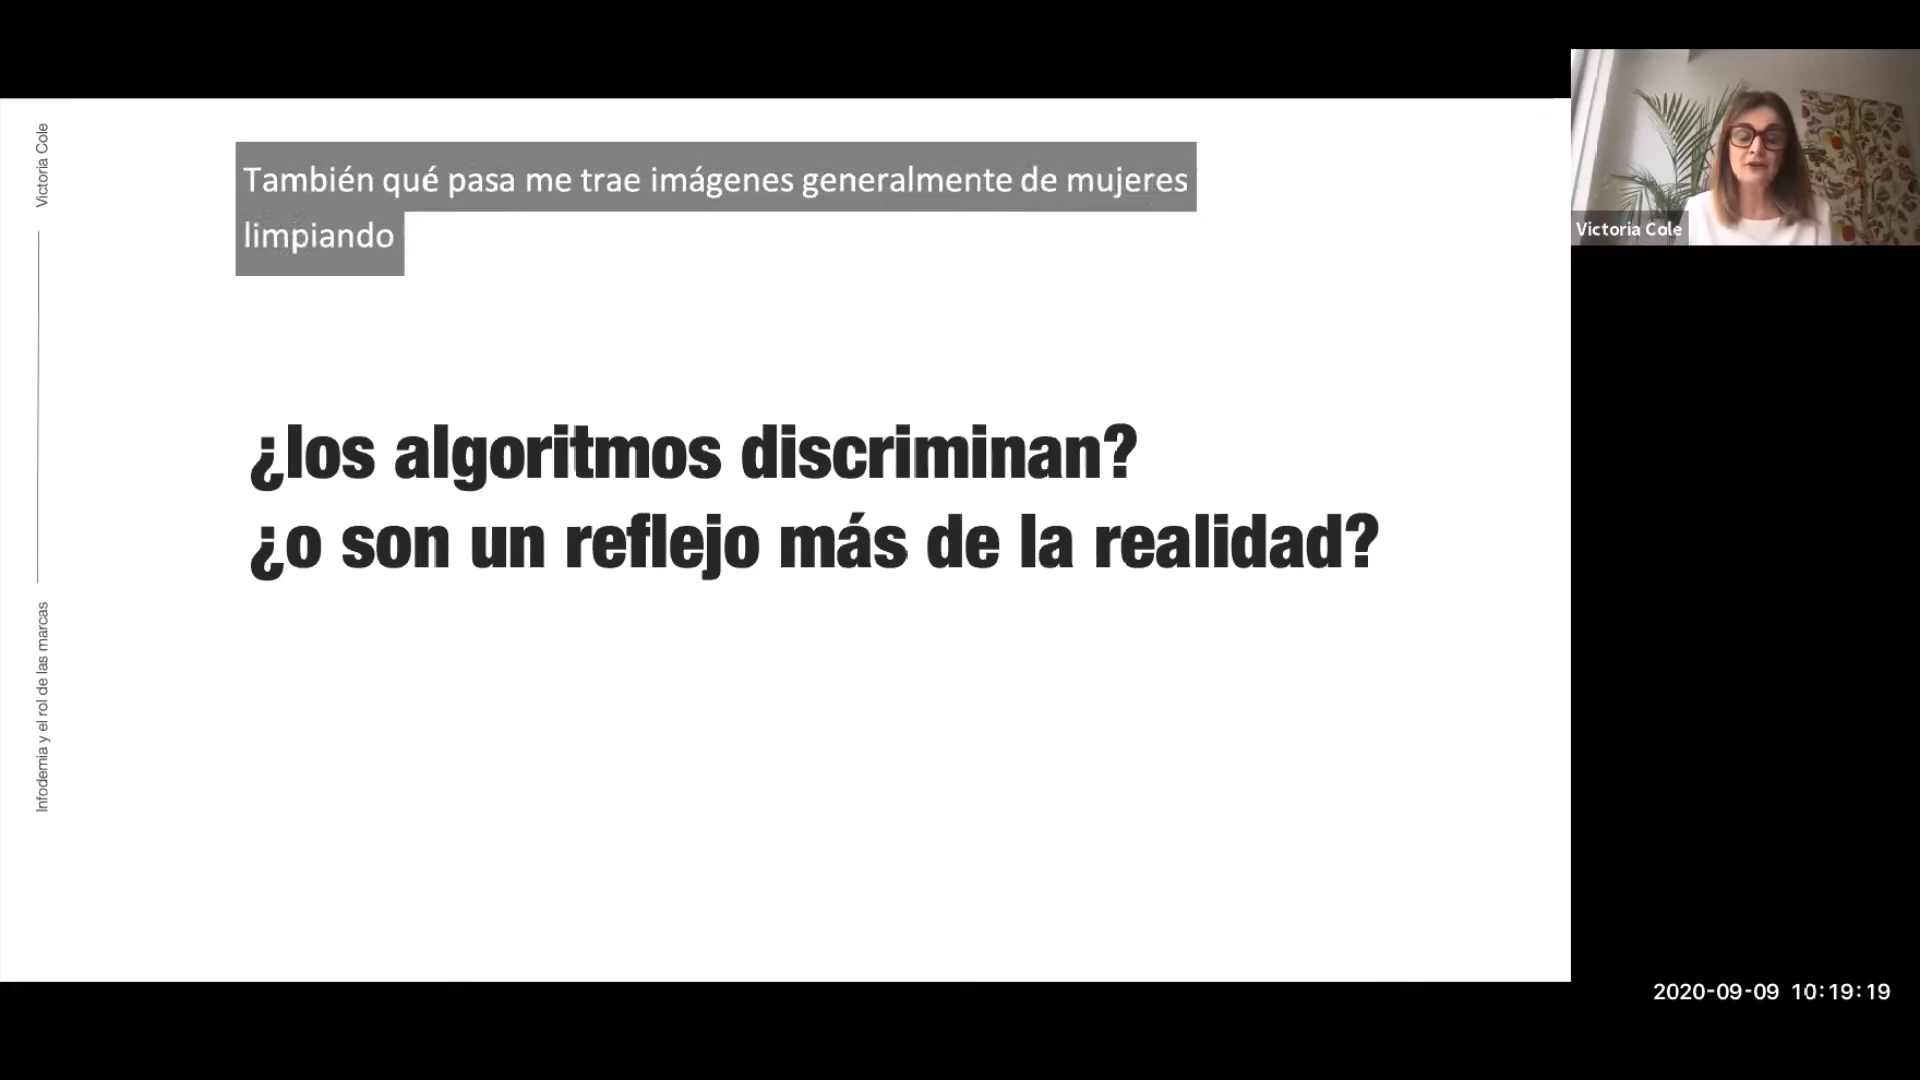 Victoria Cole
Infodemia y el rol de las marcas
También qué pasa me trae imágenes generalmente de mujeres
limpiando
¿los algoritmos discriminan?
¿o son un reflejo más de la realidad?
Victoria Cole
2020-09-09 10:19:19